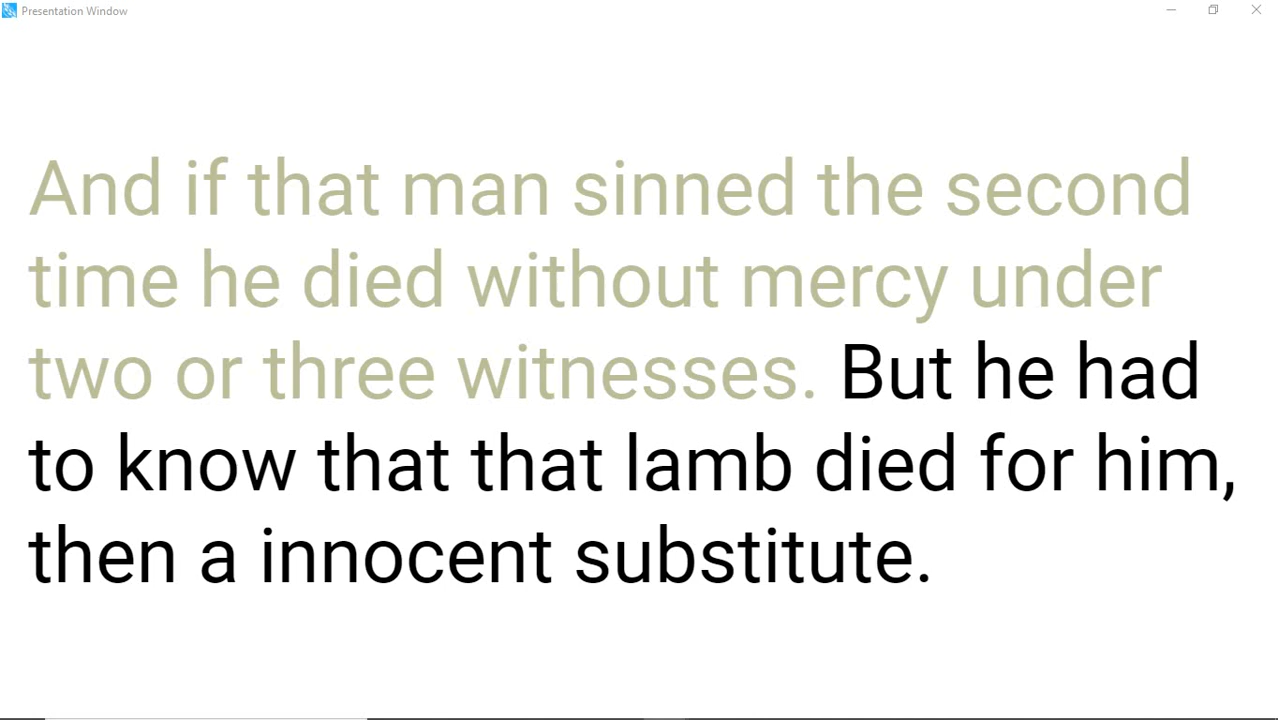 Presentation Window
And if that man sinned the second
time he died without mercy under
two or three witnesses. But he had
to know that that lamb died for him,
then a innocent substitute.